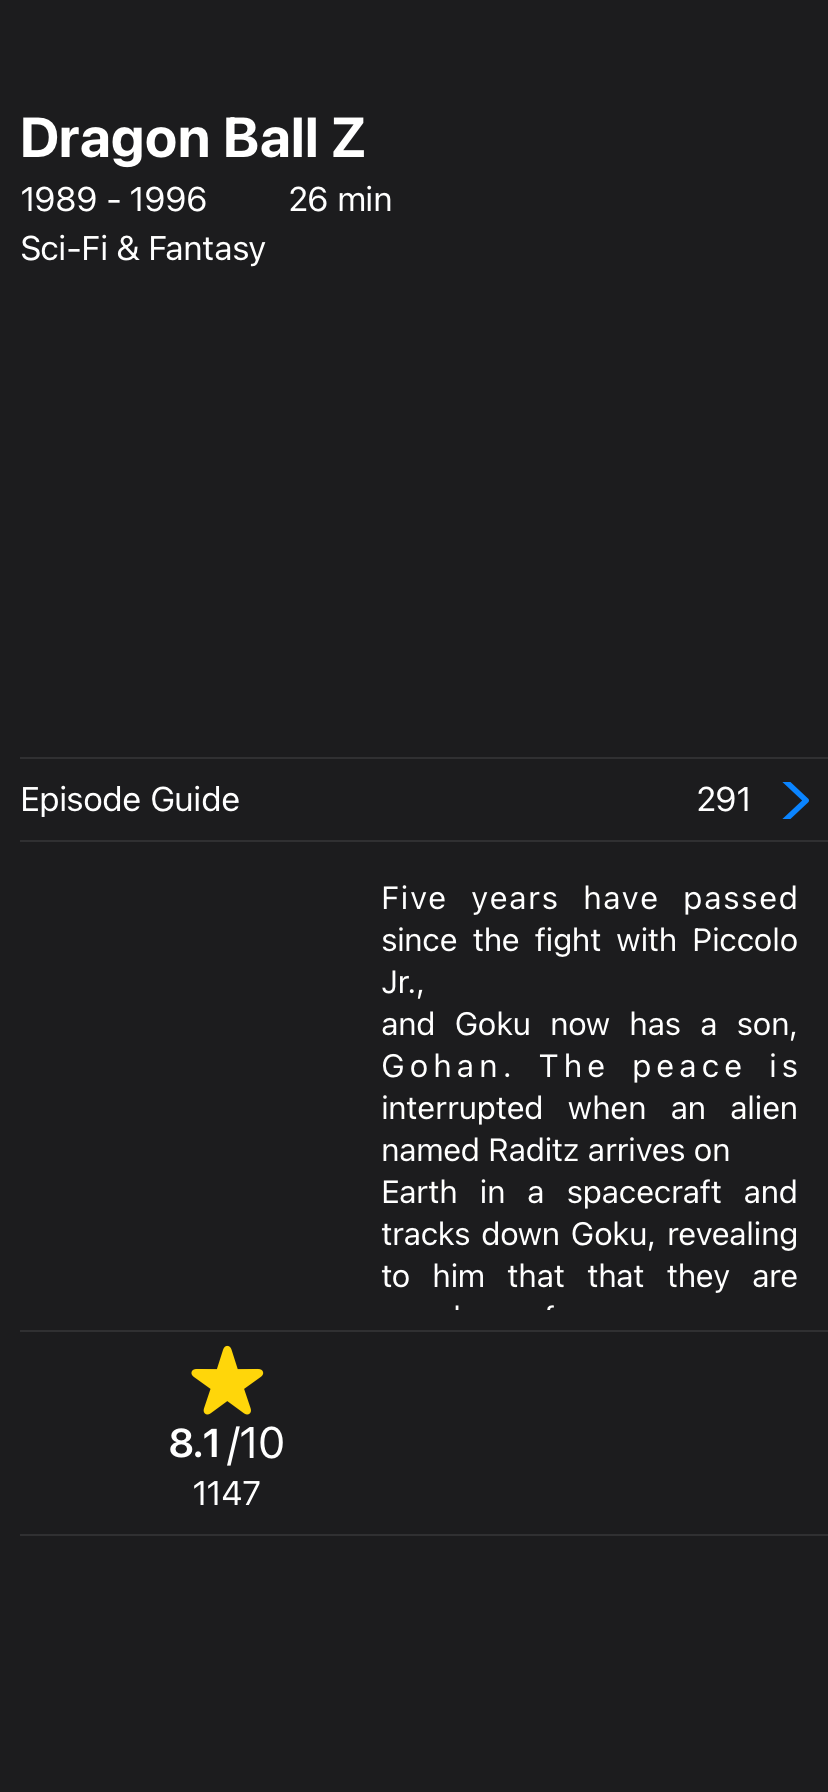 Dragon Ball Z
1989 - 1996 26 min
Sci-Fi & Fantasy
Episode Guide 291
Five years have passed
since the fight with Piccolo
Jr.,
and Goku now has a son,
Gohan. The peace is
interrupted when an alien
named Raditz arrives on
Earth in a spacecraft and
tracks down Goku, revealing
to him that that they are
8.1/10
1147